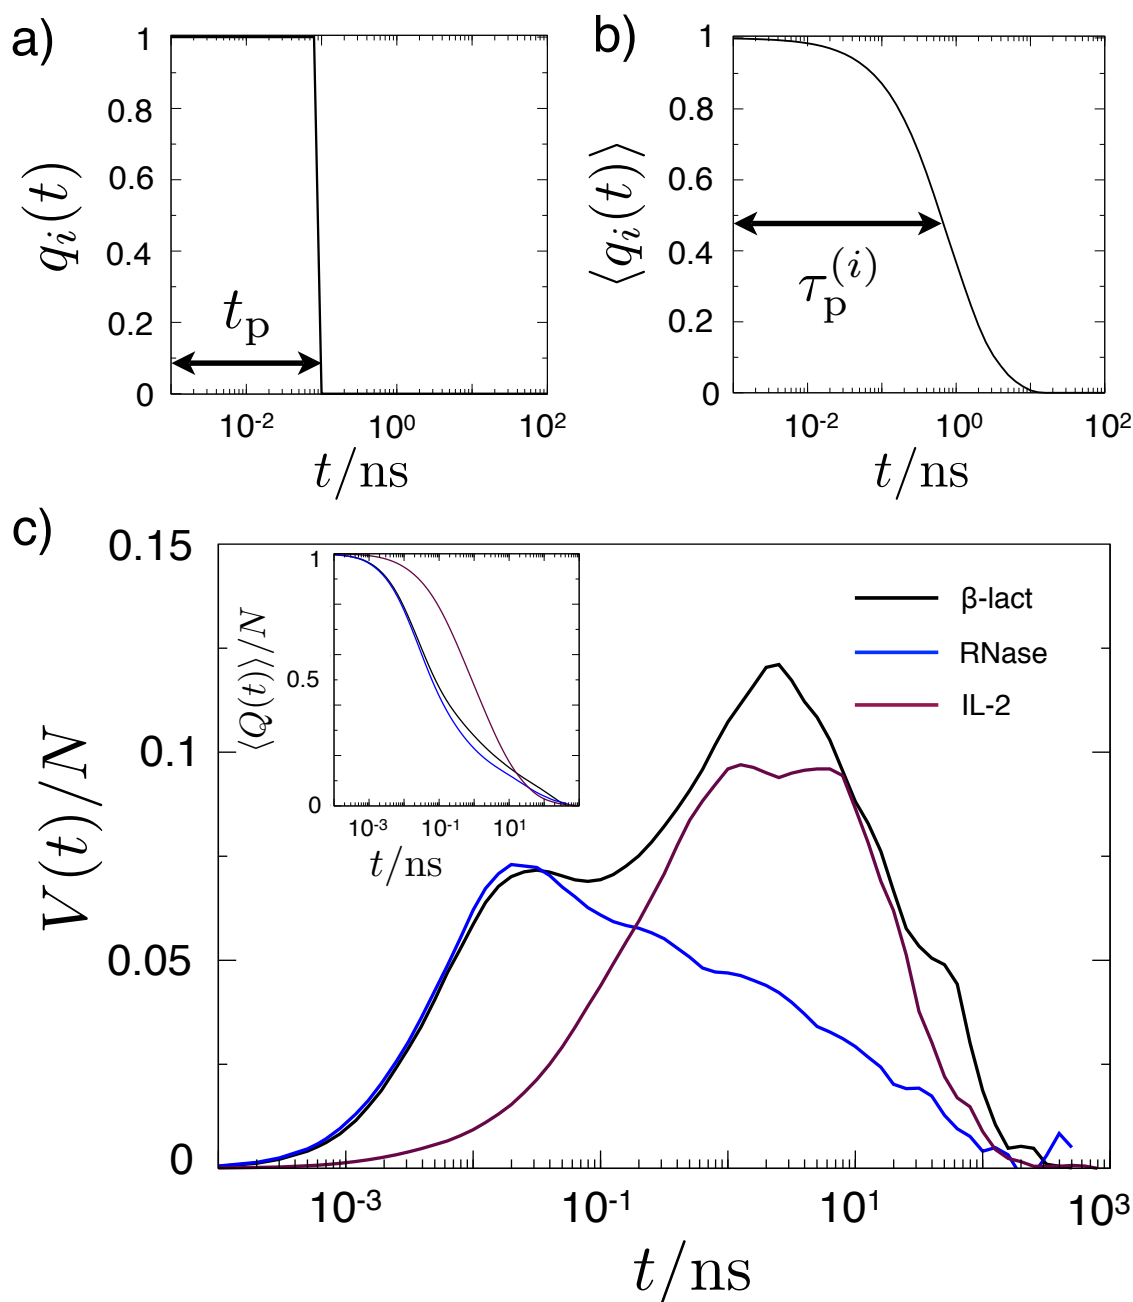 a)
1
0.8
0.6
0.4
0.2
0
q_i(t)
t_p
10^-2
10^0
10^2
t/ns
b)
1
0.8
0.6
0.4
0.2
0
⟨q_i(t)⟩
τ_p^(i)
10^-2
10^0
10^2
t/ns
c)
0.15
0.1
0.05
0
V(t)/N
1
0.5
0
⟨Q(t)⟩/N
10^-3
10^-1
10^1
t/ns
β-lact
RNase
IL-2
10^-3
10^-1
10^1
10^3
t/ns